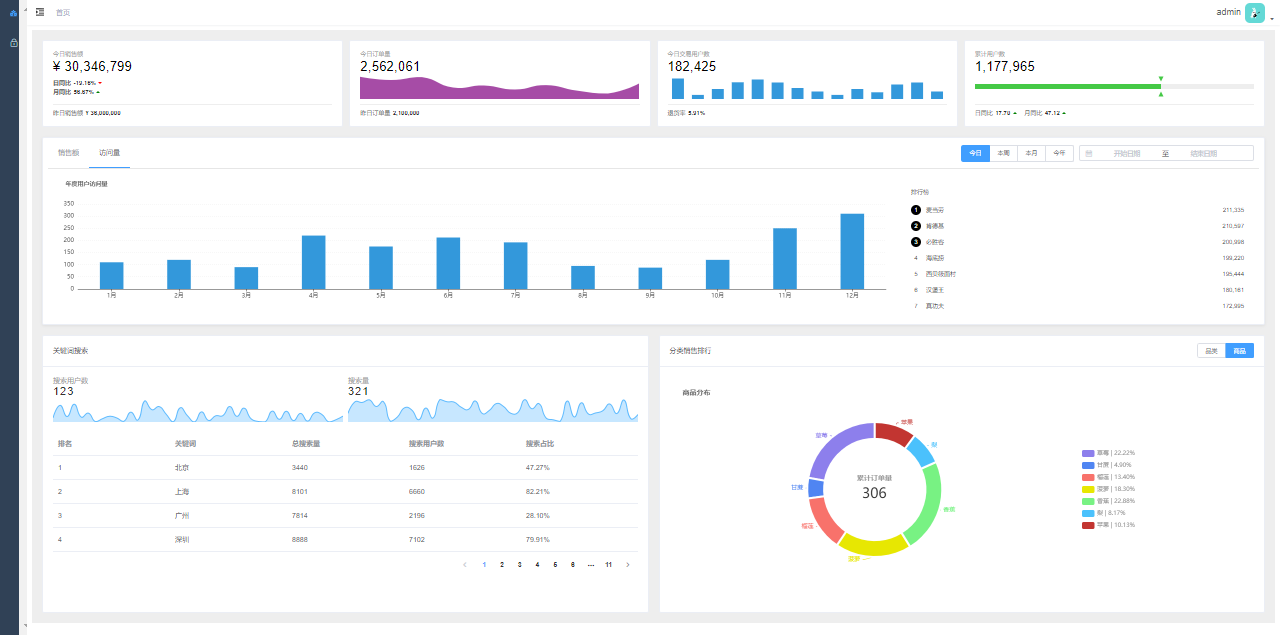 首页
admin
今日销售额
¥ 30,346,799
日同比 -19.16%
月同比 56.67%
昨日销售额 ¥ 36,000,000
今日订单量
2,562,061
昨日订单量 2,100,000
今日交易用户数
182,425
退货率 5.91%
累计用户数
1,177,965
日同比 17.70 月同比 47.12
销售额 访问量
今日 本周 本月 今年 开始日期 至 结束日期
年度用户访问量
350
300
250
200
150
100
50
0
1月 2月 3月 4月 5月 6月 7月 8月 9月 10月 11月 12月
排行榜
1 麦当劳 211,335
2 肯德基 210,597
3 必胜客 200,998
4 海底捞 199,220
5 西贝莜面村 195,444
6 汉堡王 180,161
7 真功夫 172,995
关键词搜索
搜索用户数
123
搜索量
321
排名 关键词 总搜索量 搜索用户数 搜索占比
1 北京 3440 1626 47.27%
2 上海 8101 6660 82.21%
3 广州 7814 2196 28.10%
4 深圳 8888 7102 79.91%
1 2 3 4 5 6 ... 11
分类销售排行
品类 商品
商品分布
草莓
苹果
梨
甘蔗
香蕉
榴莲
菠萝
累计订单量
306
草莓 | 22.22%
甘蔗 | 4.90%
榴莲 | 13.40%
菠萝 | 18.30%
香蕉 | 22.88%
梨 | 8.17%
苹果 | 10.13%